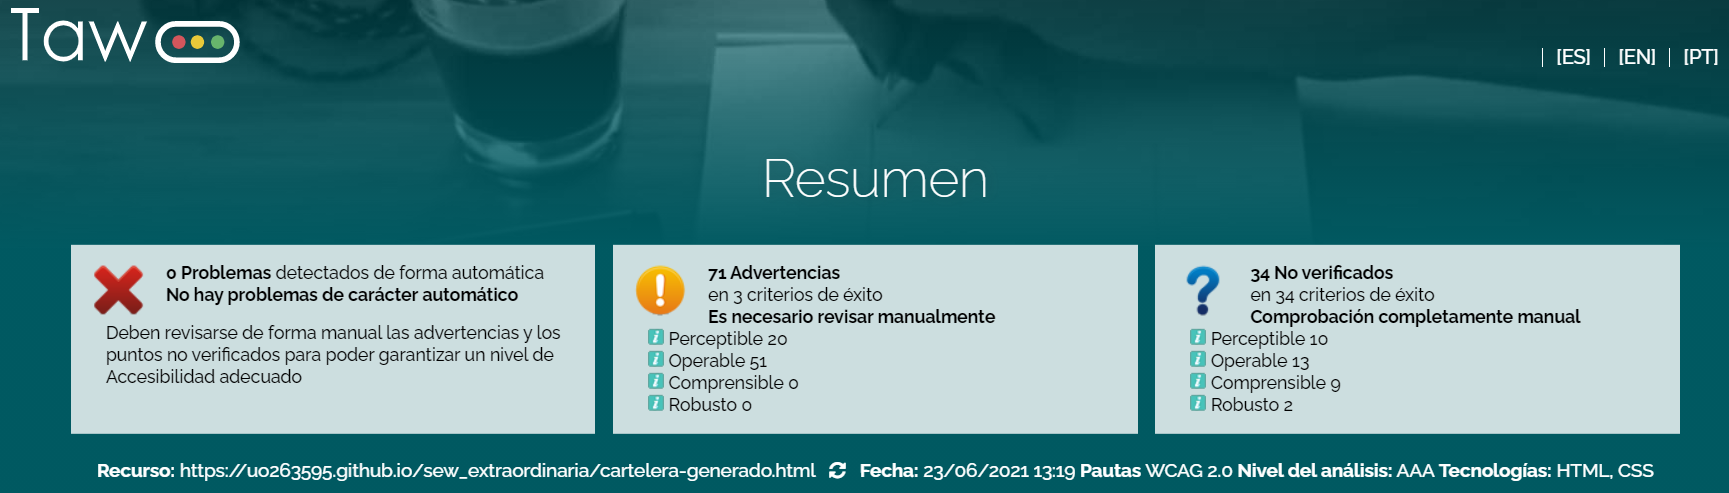 Taw
[ES] | [EN] | [PT]
Resumen
0 Problemas detectados de forma automática
No hay problemas de carácter automático
Deben revisarse de forma manual las advertencias y los
puntos no verificados para poder garantizar un nivel de
Accesibilidad adecuado
71 Advertencias
en 3 criterios de éxito
Es necesario revisar manualmente
Perceptible 20
Operable 51
Comprensible 0
Robusto 0
34 No verificados
en 34 criterios de éxito
Comprobación completamente manual
Perceptible 10
Operable 13
Comprensible 9
Robusto 2
Recurso: https://uo263595.github.io/sew_extraordinaria/cartelera-generado.html Fecha: 23/06/2021 13:19 Pautas WCAG 2.0 Nivel del análisis: AAA Tecnologías: HTML, CSS